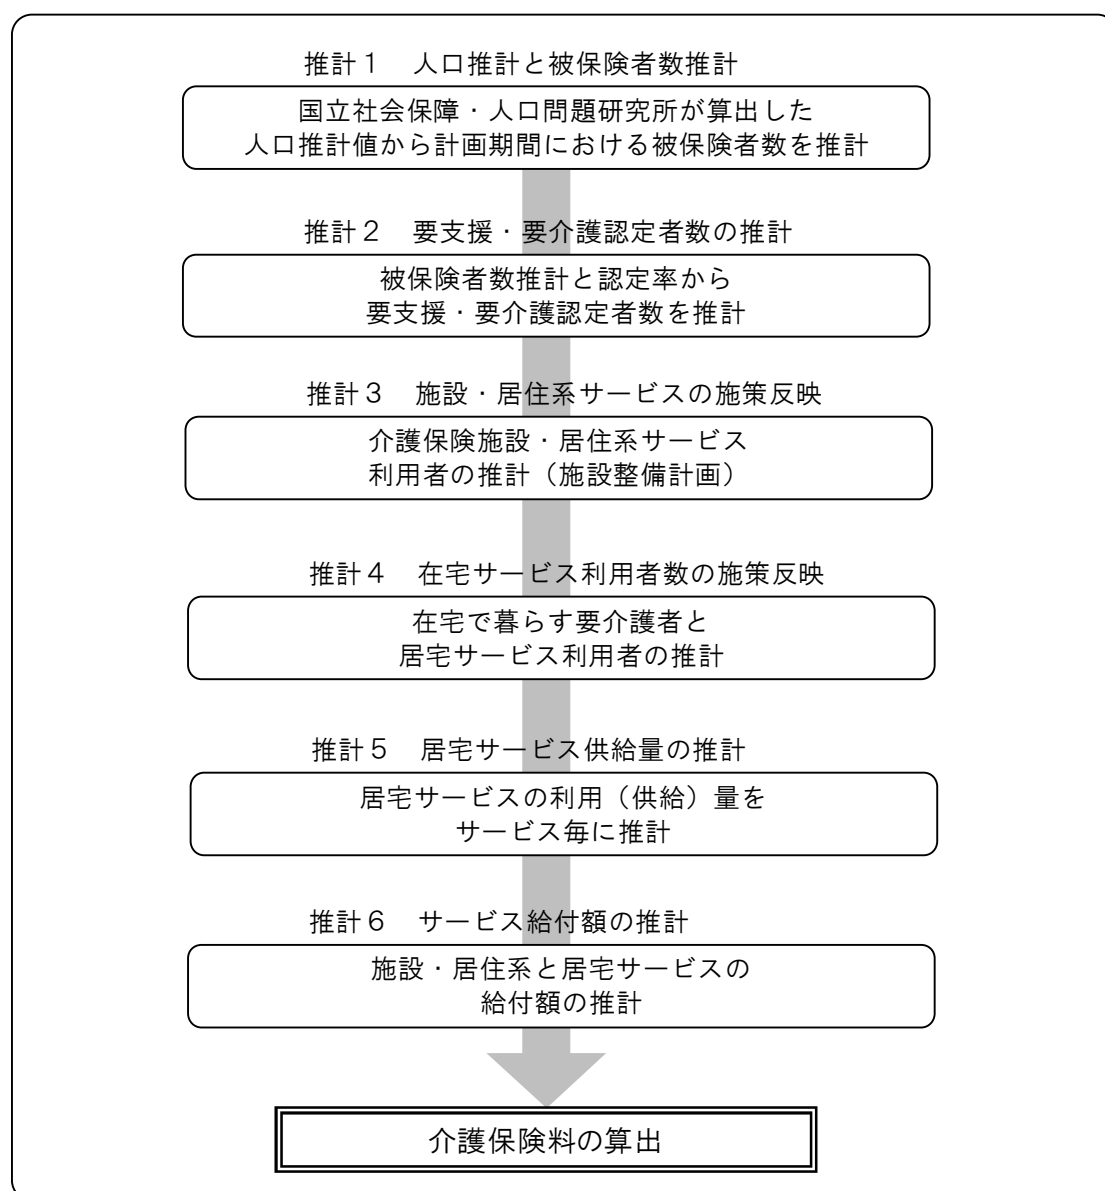 推計１　人口推計と被保険者数推計
国立社会保障・人口問題研究所が算出した
人口推計値から計画期間における被保険者数を推計
推計２　要支援・要介護認定者数の推計
被保険者数推計と認定率から
要支援・要介護認定者数を推計
推計３　施設・居住系サービスの施策反映
介護保険施設・居住系サービス
利用者の推計（施設整備計画）
推計４　在宅サービス利用者数の施策反映
在宅で暮らす要介護者と
居宅サービス利用者の推計
推計５　居宅サービス供給量の推計
居宅サービスの利用（供給）量を
サービス毎に推計
推計６　サービス給付額の推計
施設・居住系と居宅サービスの
給付額の推計
介護保険料の算出